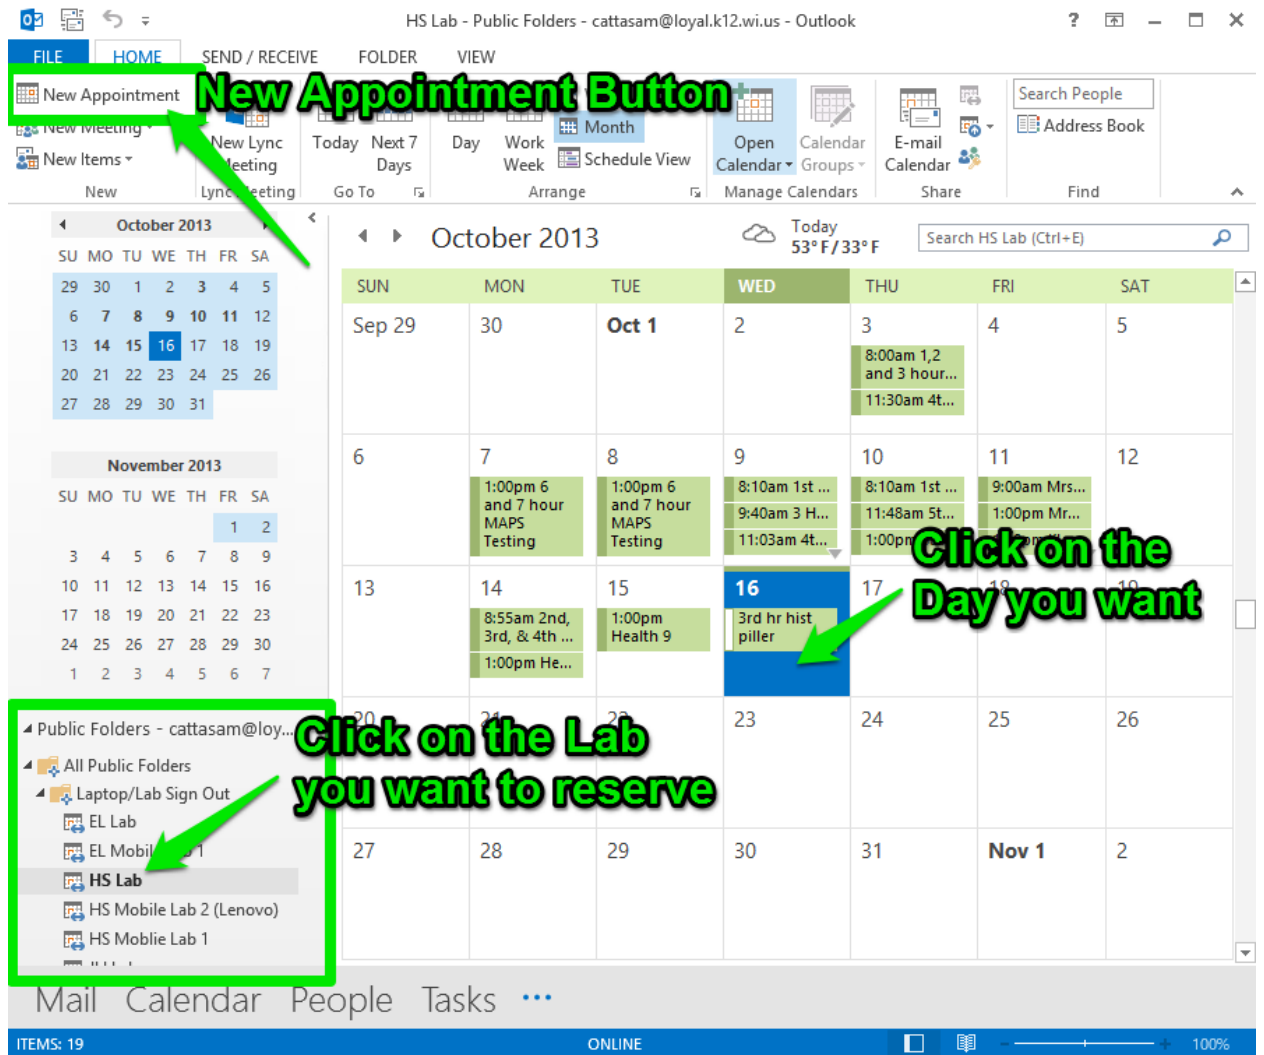 HS Lab - Public Folders - cattasam@loyal.k12.wi.us - Outlook
FILE HOME SEND / RECEIVE FOLDER VIEW
New Appointment
New Appointment Button
New Meeting
New Items
New
New Lync
Meeting
Lync Meeting
Today
Next 7
Days
Go To
Day
Work
Week
Month
Schedule View
Arrange
Open
Calendar
Calendar
Groups
Manage Calendars
E-mail
Calendar
Share
Search People
Address Book
Find
October 2013
SU MO TU WE TH FR SA
29 30 1 2 3 4 5
6 7 8 9 10 11 12
13 14 15 16 17 18 19
20 21 22 23 24 25 26
27 28 29 30 31
November 2013
SU MO TU WE TH FR SA
1 2
3 4 5 6 7 8 9
10 11 12 13 14 15 16
17 18 19 20 21 22 23
24 25 26 27 28 29 30
1 2 3 4 5 6 7
Public Folders - cattasam@loy...
All Public Folders
Laptop/Lab Sign Out
EL Lab
EL Mobil 1
HS Lab
HS Mobile Lab 2 (Lenovo)
HS Moblie Lab 1
Click on the Lab
you want to reserve
October 2013
Today
53°F/33°F
Search HS Lab (Ctrl+E)
SUN MON TUE WED THU FRI SAT
Sep 29 30 Oct 1 2 3 4 5
8:00am 1,2
and 3 hour...
11:30am 4t...
6 7 8 9 10 11 12
1:00pm 6
and 7 hour
MAPS
Testing
1:00pm 6
and 7 hour
MAPS
Testing
8:10am 1st ...
9:40am 3 H...
11:03am 4t...
8:10am 1st ...
11:48am 5t...
1:00pm
9:00am Mrs...
1:00pm Mr...
Click on the
Day you want
13 14 15 16 17 18 19
8:55am 2nd,
3rd, & 4th ...
1:00pm He...
1:00pm
Health 9
3rd hr hist
piller
20 21 22 23 24 25 26
27 28 29 30 31 Nov 1 2
Mail Calendar People Tasks ...
ITEMS: 19 ONLINE 100%